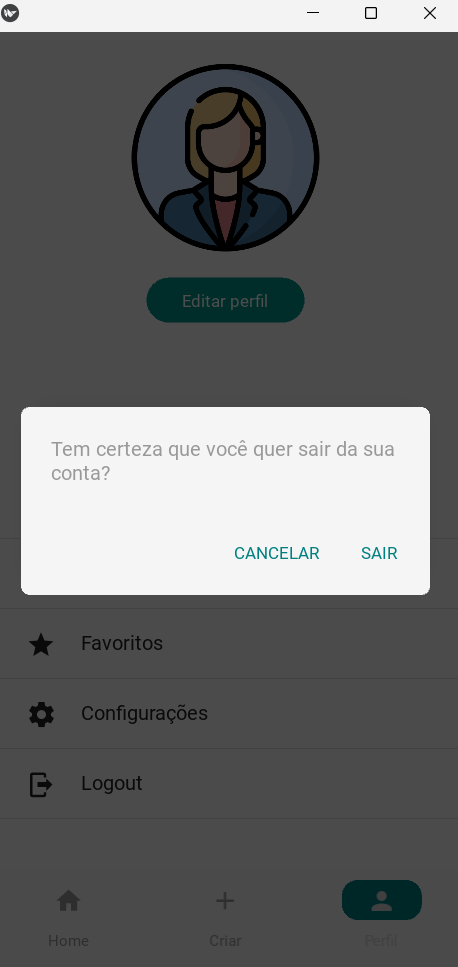 Editar perfil
Tem certeza que você quer sair da sua
conta?
CANCELAR SAIR
Favoritos
Configurações
Logout
Home Criar Perfil